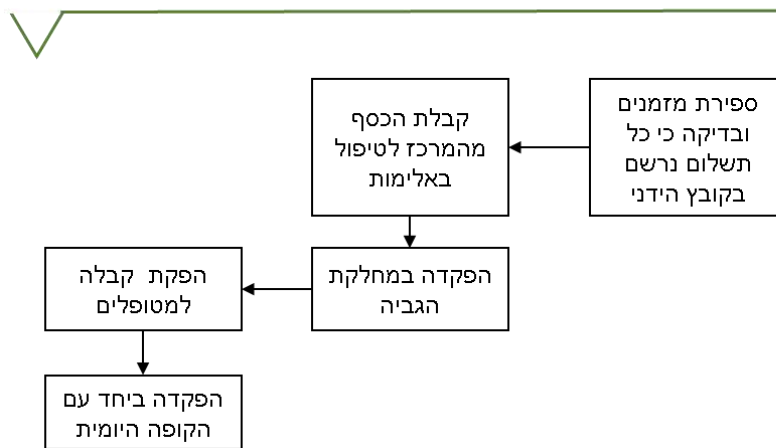 ספירת מזמנים
ובדיקה כי כל
תשלום נרשם
בקובץ הידני
קבלת הכסף
מהמרכז לטיפול
באלימות
הפקדה במחלקת
הגביה
הפקת קבלה
למטופלים
הפקדה ביחד עם
הקופה היומית